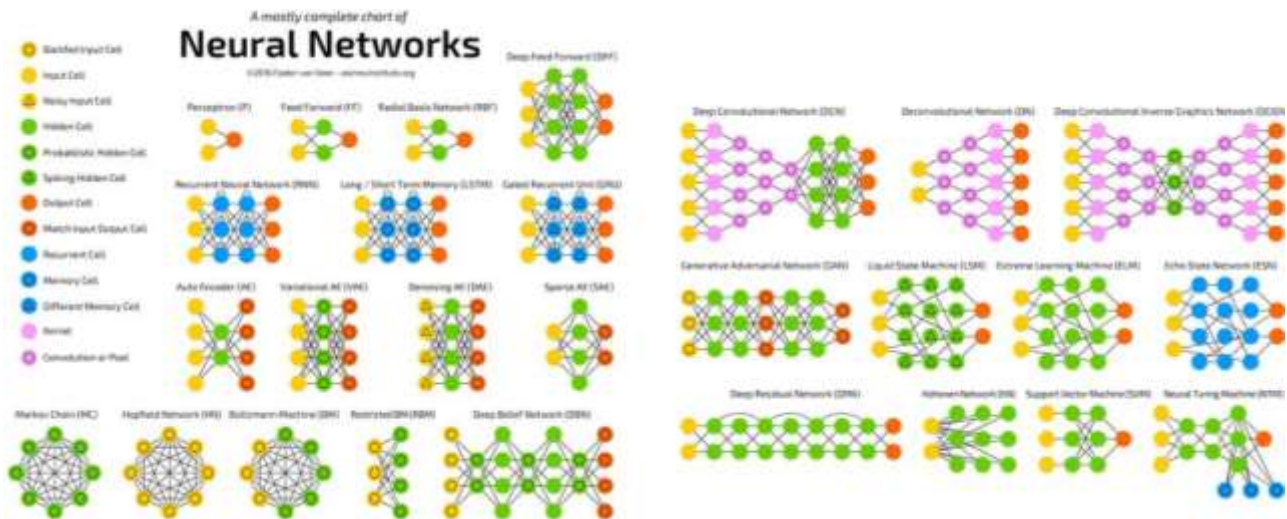 A mostly complete chart of
Neural Networks
©2016 Fjodor van Veen - asimovinstitute.org
Backfed Input Cell
Input Cell
Noisy Input Cell
Hidden Cell
Probablistic Hidden Cell
Spiking Hidden Cell
Output Cell
Match Input Output Cell
Recurrent Cell
Memory Cell
Different Memory Cell
Kernel
Convolution or Pool
Deep Feed Forward (DFF)
Perceptron (P)
Feed Forward (FF)
Radial Basis Network (RBF)
Recurrent Neural Network (RNN)
Long / Short Term Memory (LSTM)
Gated Recurrent Unit (GRU)
Auto Encoder (AE)
Variational AE (VAE)
Denoising AE (DAE)
Sparse AE (SAE)
Markov Chain (MC)
Hopfield Network (HN)
Boltzmann Machine (BM)
Restricted BM (RBM)
Deep Belief Network (DBN)
Deep Convolutional Network (DCN)
Deconvolutional Network (DN)
Deep Convolutional Inverse Graphics Network (DCIGN)
Generative Adversarial Network (GAN)
Liquid State Machine (LSM)
Extreme Learning Machine (ELM)
Echo State Network (ESN)
Deep Residual Network (DRN)
Kohonen Network (KN)
Support Vector Machine (SVM)
Neural Turing Machine (NTM)